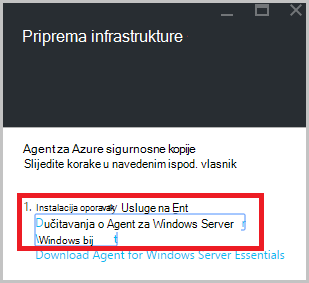 Priprema infrastrukture
Agent za Azure sigurnosne kopije
Slijedite korake u navedenim ispod. vlasnik
1. Instalacija oporavak Usluge na Ent
Dučitavanja o Agent za Windows Server
Windows bij
Download Agent for Windows Server Essentials